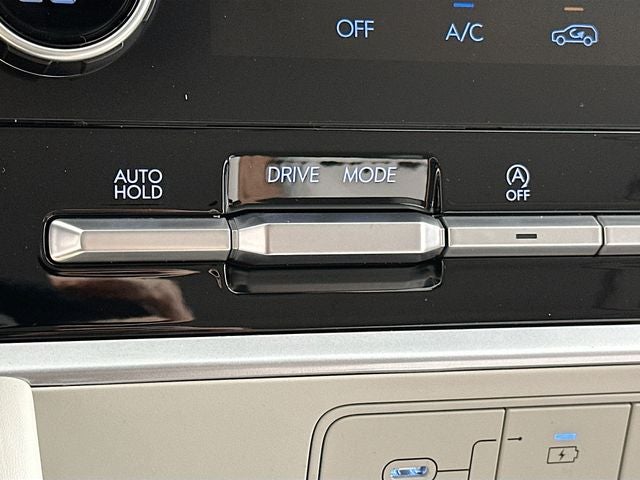 OFF A/C
AUTO HOLD
DRIVE MODE
A
OFF